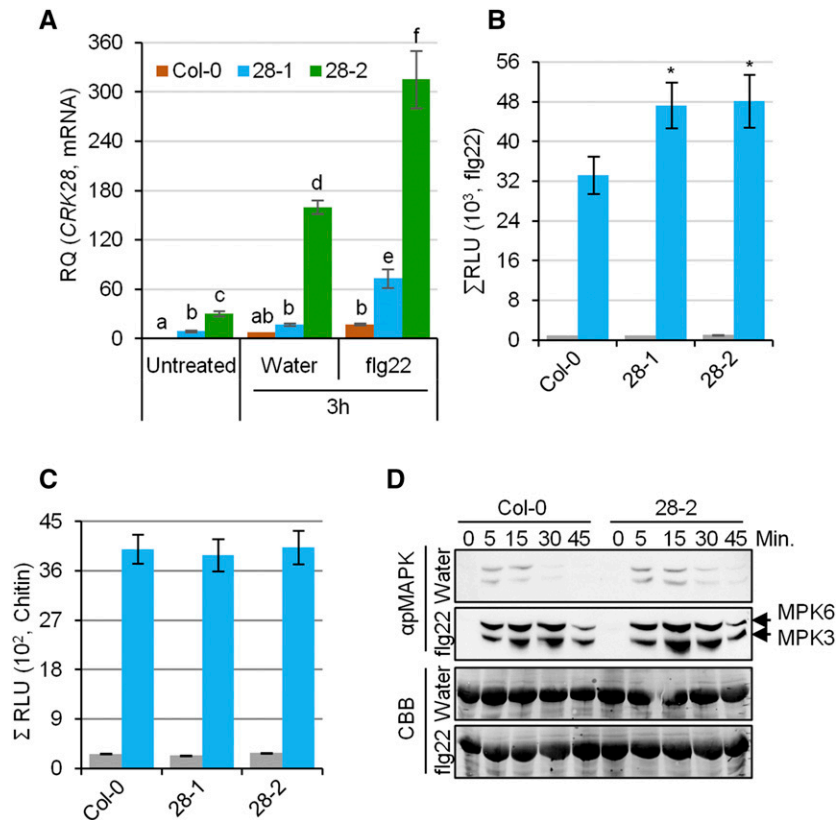 A
RQ (CRK28, mRNA)
360
300
240
180
120
60
0
Col-0 28-1 28-2
a b c ab b d b e f
Untreated Water flg22
3h
B
∑RLU (10³, flg22)
56
48
40
32
24
16
8
0
* *
Col-0 28-1 28-2
C
Σ RLU (10², Chitin)
45
36
27
18
9
0
Col-0 28-1 28-2
D
Col-0 28-2
0 5 15 30 45 0 5 15 30 45 Min.
αpMAPK
Water
flg22
MPK6
MPK3
CBB
Water
flg22